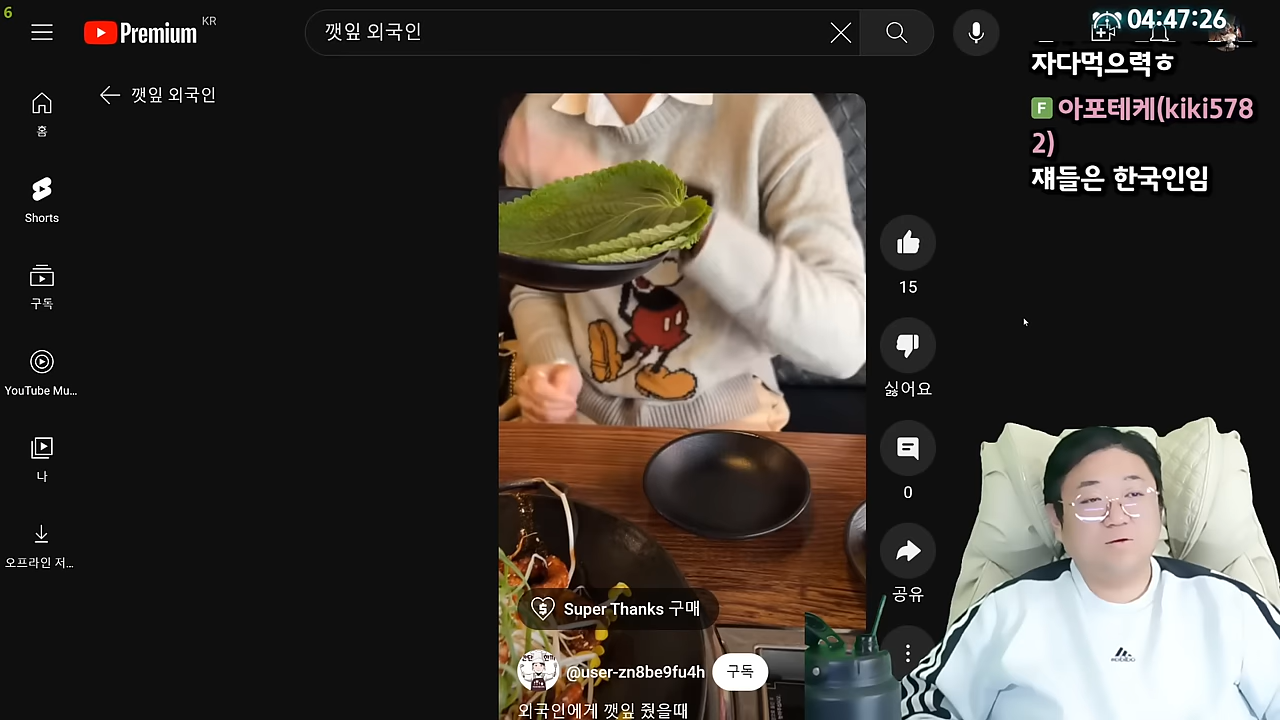 6
Premium KR
깻잎 외국인
04:47:26
깻잎 외국인
홈
Shorts
구독
YouTube Mu...
나
오프라인 저...
자다먹으력ㅎ
F 아포테케(kiki578
2)
쟤들은 한국인임
15
싫어요
0
공유
Super Thanks 구매
@user-zn8be9fu4h
구독
외국인에게 깻잎 줬을때